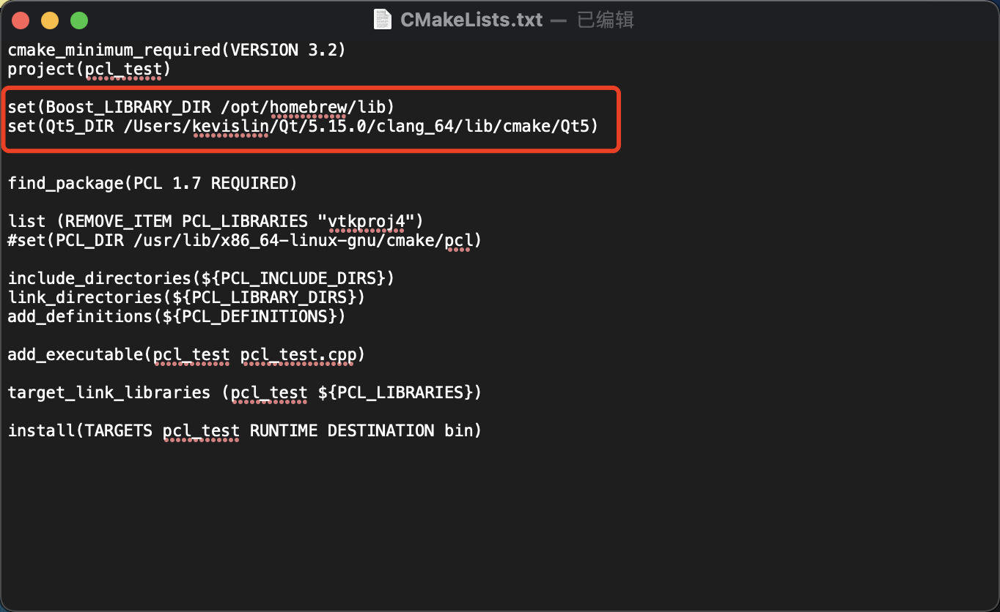 CMakeLists.txt — 已编辑
cmake_minimum_required(VERSION 3.2)
project(pcl_test)
set(Boost_LIBRARY_DIR /opt/homebrew/lib)
set(Qt5_DIR /Users/kevislin/Qt/5.15.0/clang_64/lib/cmake/Qt5)
find_package(PCL 1.7 REQUIRED)
list (REMOVE_ITEM PCL_LIBRARIES "vtkproj4")
#set(PCL_DIR /usr/lib/x86_64-linux-gnu/cmake/pcl)
include_directories(${PCL_INCLUDE_DIRS})
link_directories(${PCL_LIBRARY_DIRS})
add_definitions(${PCL_DEFINITIONS})
add_executable(pcl_test pcl_test.cpp)
target_link_libraries (pcl_test ${PCL_LIBRARIES})
install(TARGETS pcl_test RUNTIME DESTINATION bin)